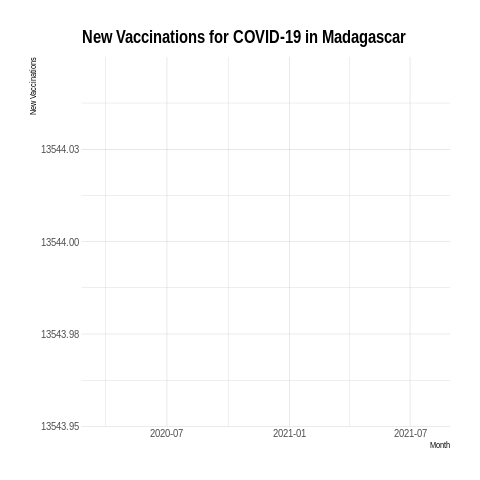 New Vaccinations for COVID-19 in Madagascar
New Vaccinations
13544.03
13544.00
13543.98
13543.95
2020-07 2021-01 2021-07
Month